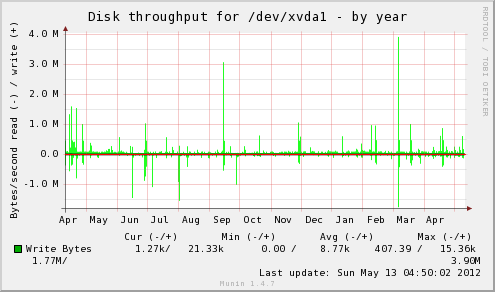 Disk throughput for /dev/xvda1 - by year
RRDTOOL / TOBI OETIKER
Bytes/second read (-) / write (+)
4.0 M
3.0 M
2.0 M
1.0 M
0.0
-1.0 M
Apr May Jun Jul Aug Sep Oct Nov Dec Jan Feb Mar Apr
Cur (-/+) Min (-/+) Avg (-/+) Max (-/+)
Write Bytes 1.27k/ 21.33k 0.00 / 8.77k 407.39 / 15.36k
1.77M/ 3.90M
Last update: Sun May 13 04:50:02 2012
Munin 1.4.7